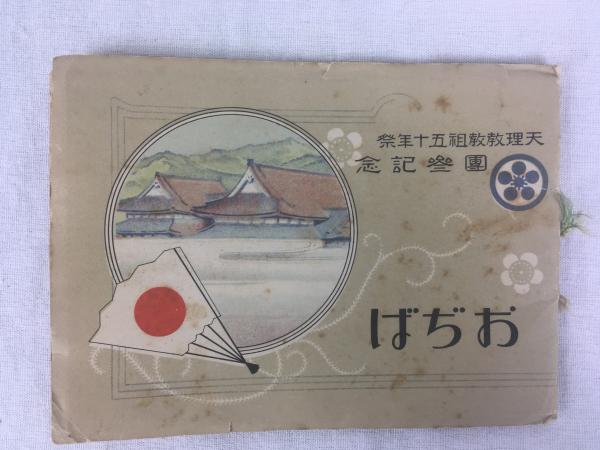 天理教教祖五十年祭
團參記念
おぢば